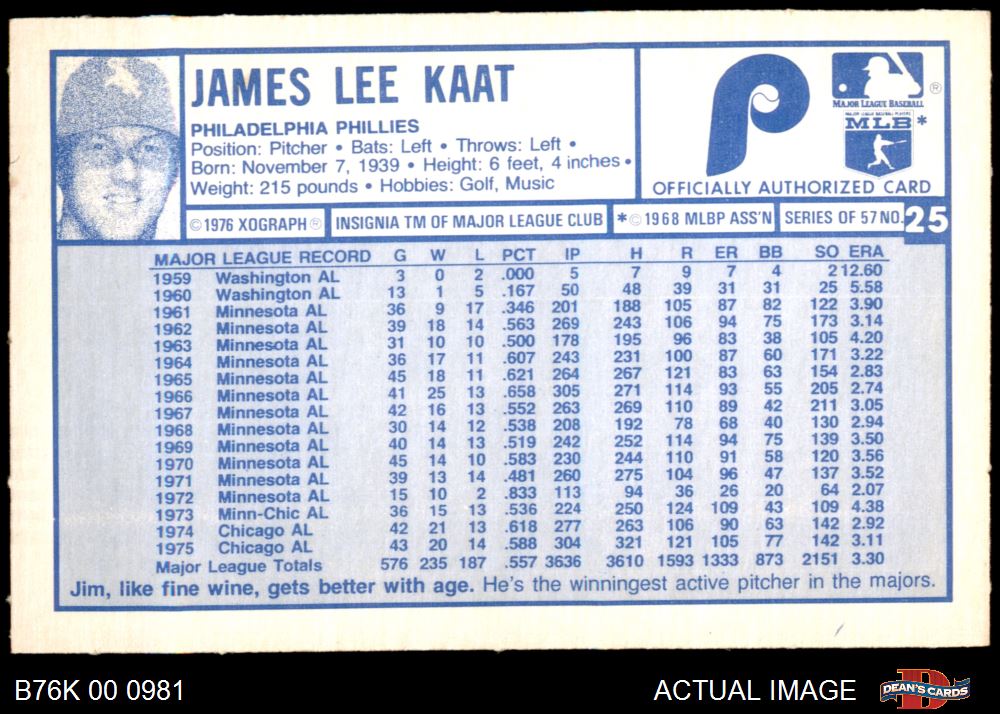 JAMES LEE KAAT
PHILADELPHIA PHILLIES
Position: Pitcher • Bats: Left • Throws: Left •
Born: November 7, 1939 • Height: 6 feet, 4 inches •
Weight: 215 pounds • Hobbies: Golf, Music
P
MAJOR LEAGUE BASEBALL ®
MAJOR LEAGUE BASEBALL PLAYERS
MLB *
OFFICIALLY AUTHORIZED CARD
© 1976 XOGRAPH ® INSIGNIA TM OF MAJOR LEAGUE CLUB * © 1968 MLBP ASS'N SERIES OF 57 NO. 25
MAJOR LEAGUE RECORD G W L PCT IP H R ER BB SO ERA
1959 Washington AL 3 0 2 .000 5 7 9 7 4 2 12.60
1960 Washington AL 13 1 5 .167 50 48 39 31 31 25 5.58
1961 Minnesota AL 36 9 17 .346 201 188 105 87 82 122 3.90
1962 Minnesota AL 39 18 14 .563 269 243 106 94 75 173 3.14
1963 Minnesota AL 31 10 10 .500 178 195 96 83 38 105 4.20
1964 Minnesota AL 36 17 11 .607 243 231 100 87 60 171 3.22
1965 Minnesota AL 45 18 11 .621 264 267 121 83 63 154 2.83
1966 Minnesota AL 41 25 13 .658 305 271 114 93 55 205 2.74
1967 Minnesota AL 42 16 13 .552 263 269 110 89 42 211 3.05
1968 Minnesota AL 30 14 12 .538 208 192 78 68 40 130 2.94
1969 Minnesota AL 40 14 13 .519 242 252 114 94 75 139 3.50
1970 Minnesota AL 45 14 10 .583 230 244 110 91 58 120 3.56
1971 Minnesota AL 39 13 14 .481 260 275 104 96 47 137 3.52
1972 Minnesota AL 15 10 2 .833 113 94 36 26 20 64 2.07
1973 Minn-Chic AL 36 15 13 .536 224 250 124 109 43 109 4.38
1974 Chicago AL 42 21 13 .618 277 263 106 90 63 142 2.92
1975 Chicago AL 43 20 14 .588 304 321 121 105 77 142 3.11
Major League Totals 576 235 187 .557 3636 3610 1593 1333 873 2151 3.30
Jim, like fine wine, gets better with age. He's the winningest active pitcher in the majors.
B76K 00 0981
ACTUAL IMAGE
D
DEAN'S CARDS